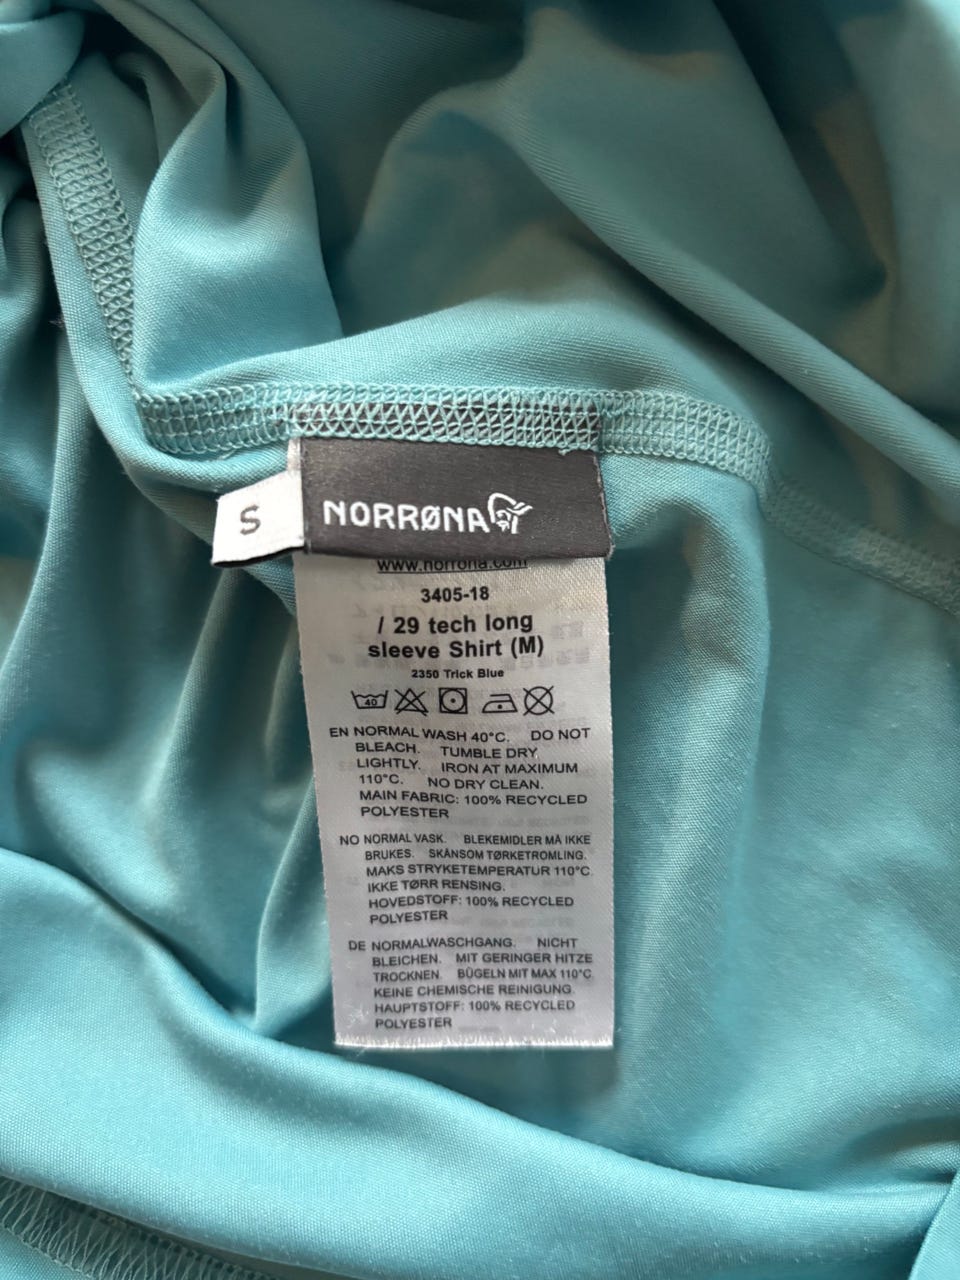 S
NORRØNA
www.norrona.com
3405-18
/ 29 tech long
sleeve Shirt (M)
2350 Trick Blue
40
EN NORMAL WASH 40°C. DO NOT
BLEACH. TUMBLE DRY
LIGHTLY. IRON AT MAXIMUM
110°C. NO DRY CLEAN.
MAIN FABRIC: 100% RECYCLED
POLYESTER
NO NORMAL VASK. BLEKEMIDLER MÅ IKKE
BRUKES. SKÅNSOM TØRKETROMLING.
MAKS STRYKETEMPERATUR 110°C
IKKE TØRR RENSING.
HOVEDSTOFF: 100% RECYCLED
POLYESTER
DE NORMALWASCHGANG. NICHT
BLEICHEN. MIT GERINGER HITZE
TROCKNEN. BÜGELN MIT MAX 110°C
KEINE CHEMISCHE REINIGUNG.
HAUPTSTOFF: 100% RECYCLED
POLYESTER